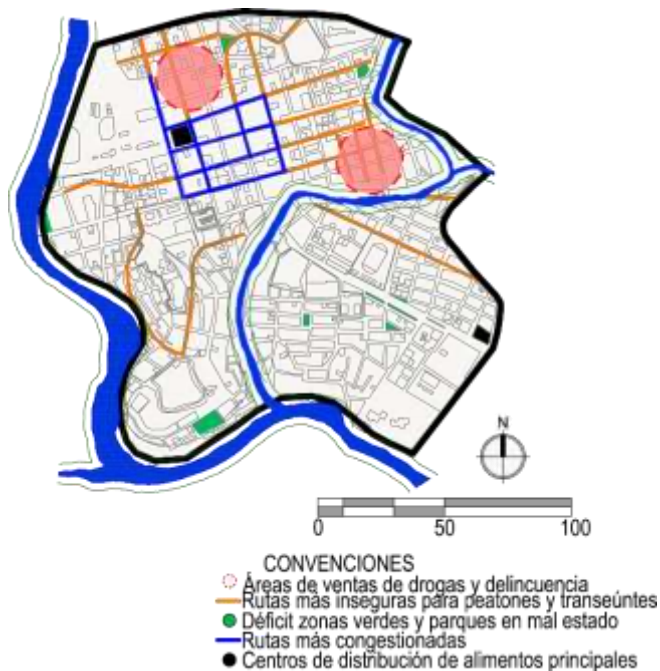 N
0 50 100
CONVENCIONES
Áreas de ventas de drogas y delincuencia
Rutas más inseguras para peatones y transeúntes
Déficit zonas verdes y parques en mal estado
Rutas más congestionadas
Centros de distribución de alimentos principales